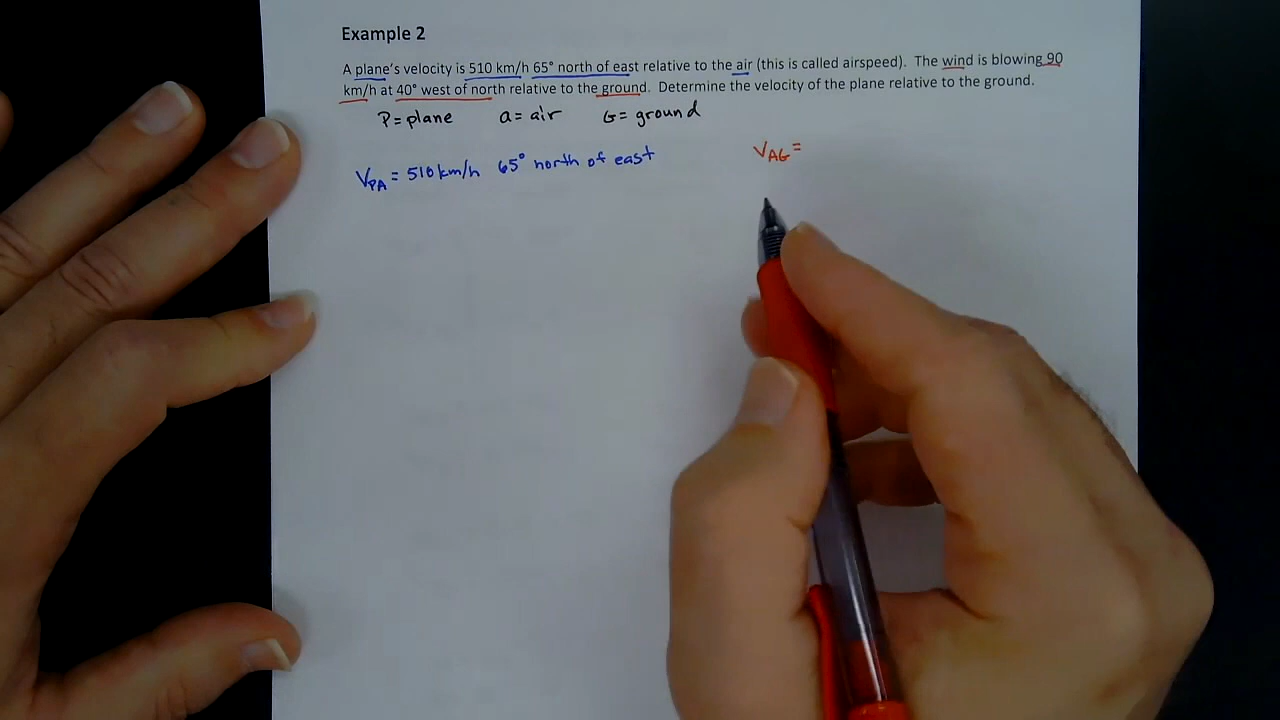 Example 2
A plane's velocity is 510 km/h 65° north of east relative to the air (this is called airspeed). The wind is blowing 90
km/h at 40° west of north relative to the ground. Determine the velocity of the plane relative to the ground.
P = plane a = air G = ground
V_PA = 510 km/h 65° north of east
V_AG =